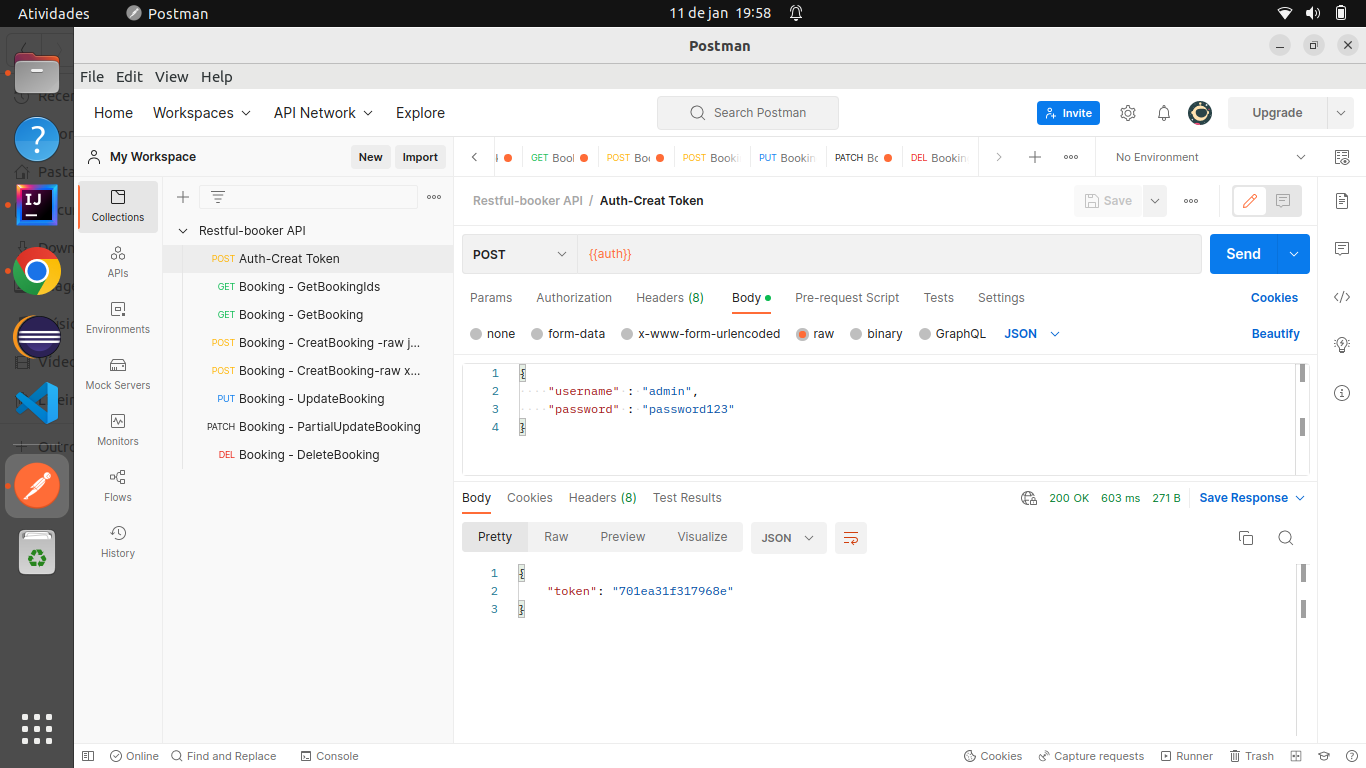 Atividades
Postman
11 de jan 19:58
Postman
File Edit View Help
Home
Workspaces
API Network
Explore
Search Postman
Invite
Upgrade
My Workspace
New
Import
GET
POST
POST
PUT
PATCH
DEL
No Environment
Collections
APIs
Environments
Mock Servers
Monitors
Flows
History
Restful-booker API
POST Auth-Creat Token
GET Booking - GetBookingIds
GET Booking - GetBooking
POST Booking - CreatBooking -raw j...
POST Booking - CreatBooking-raw x...
PUT Booking - UpdateBooking
PATCH Booking - PartialUpdateBooking
DEL Booking - DeleteBooking
Restful-booker API / Auth-Creat Token
Save
POST
{{auth}}
Send
Params
Authorization
Headers (8)
Body
Pre-request Script
Tests
Settings
Cookies
none
form-data
x-www-form-urlencoded
raw
binary
GraphQL
JSON
Beautify
1 {
2 "username" : "admin",
3 "password" : "password123"
4 }
Body
Cookies
Headers (8)
Test Results
200 OK
603 ms
271 B
Save Response
Pretty
Raw
Preview
Visualize
JSON
1 {
2 "token": "701ea31f317968e"
3 }
Online
Find and Replace
Console
Cookies
Capture requests
Runner
Trash